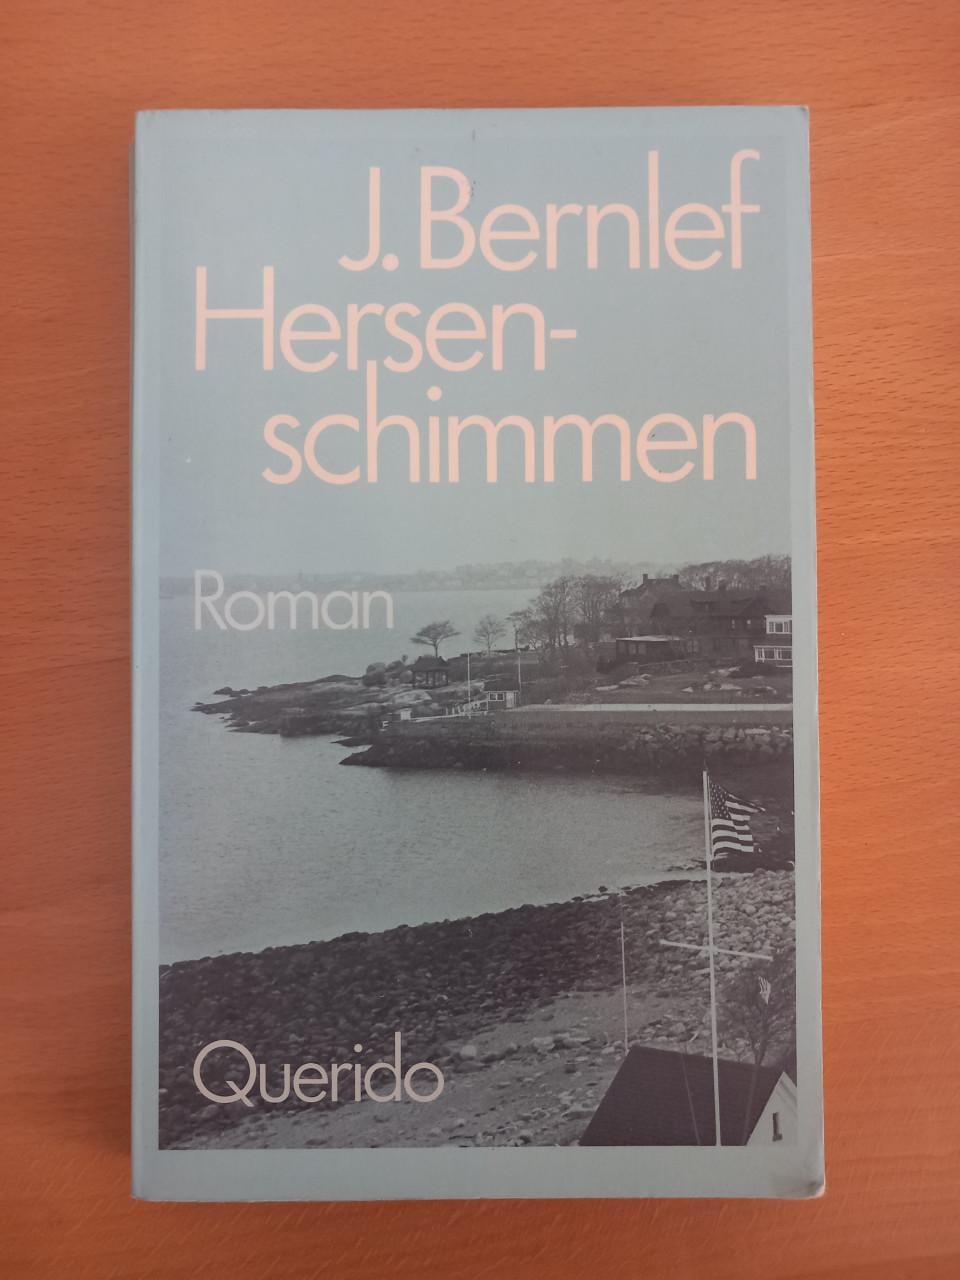 J. Bernlef
Hersen-
schimmen
Roman
Querido